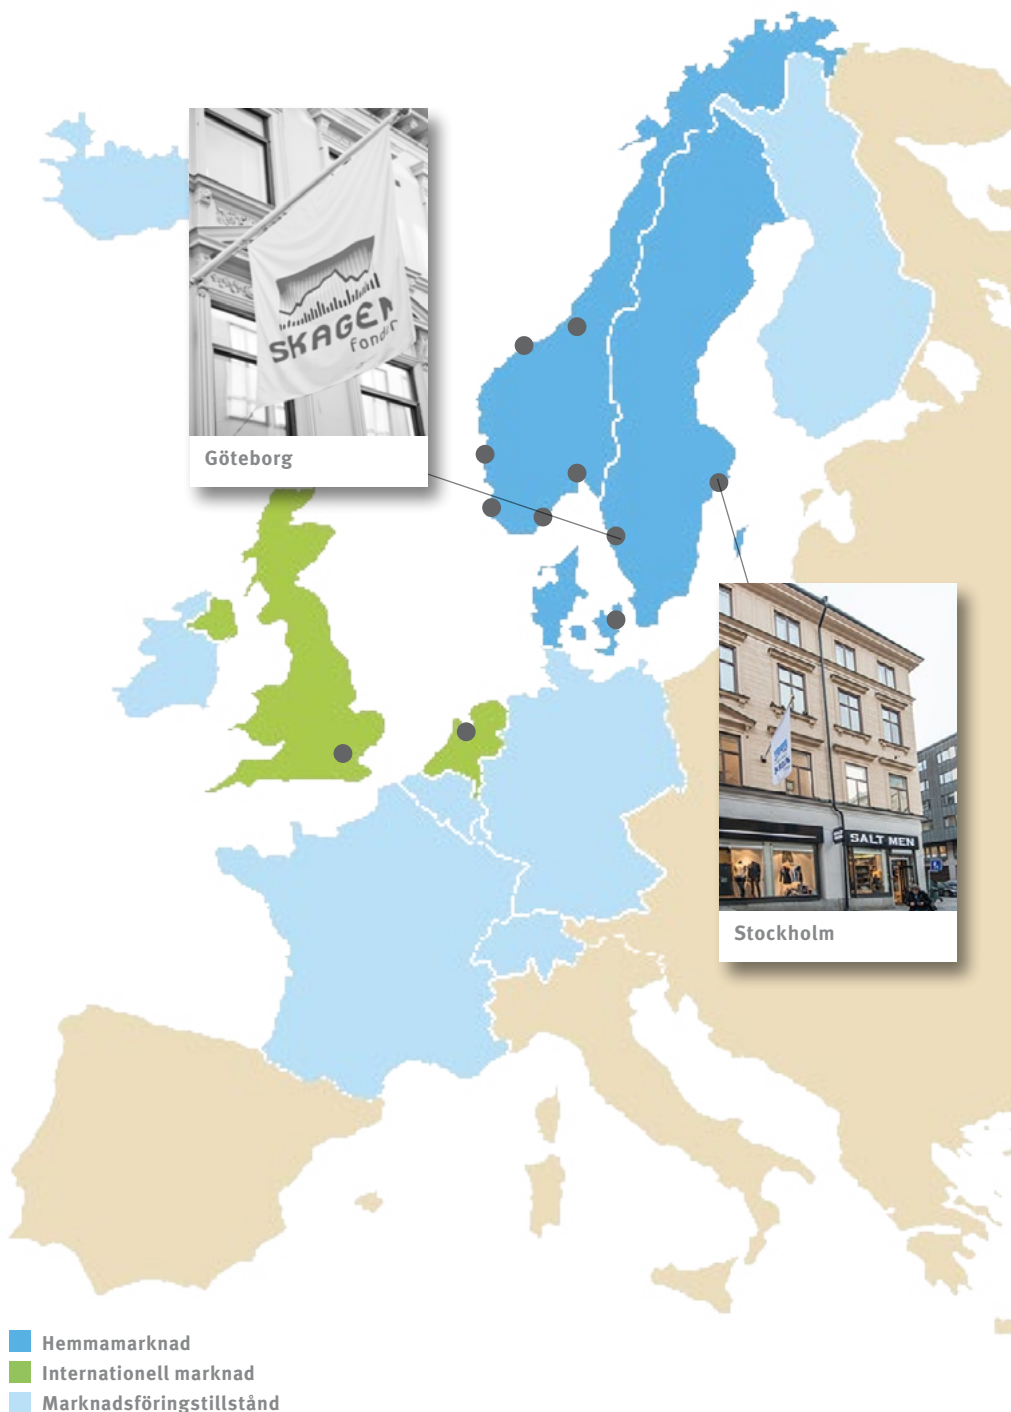 SKAGEN
fonder
Göteborg
SALT MEN
Stockholm
Hemmamarknad
Internationell marknad
Marknadsföringstillstånd